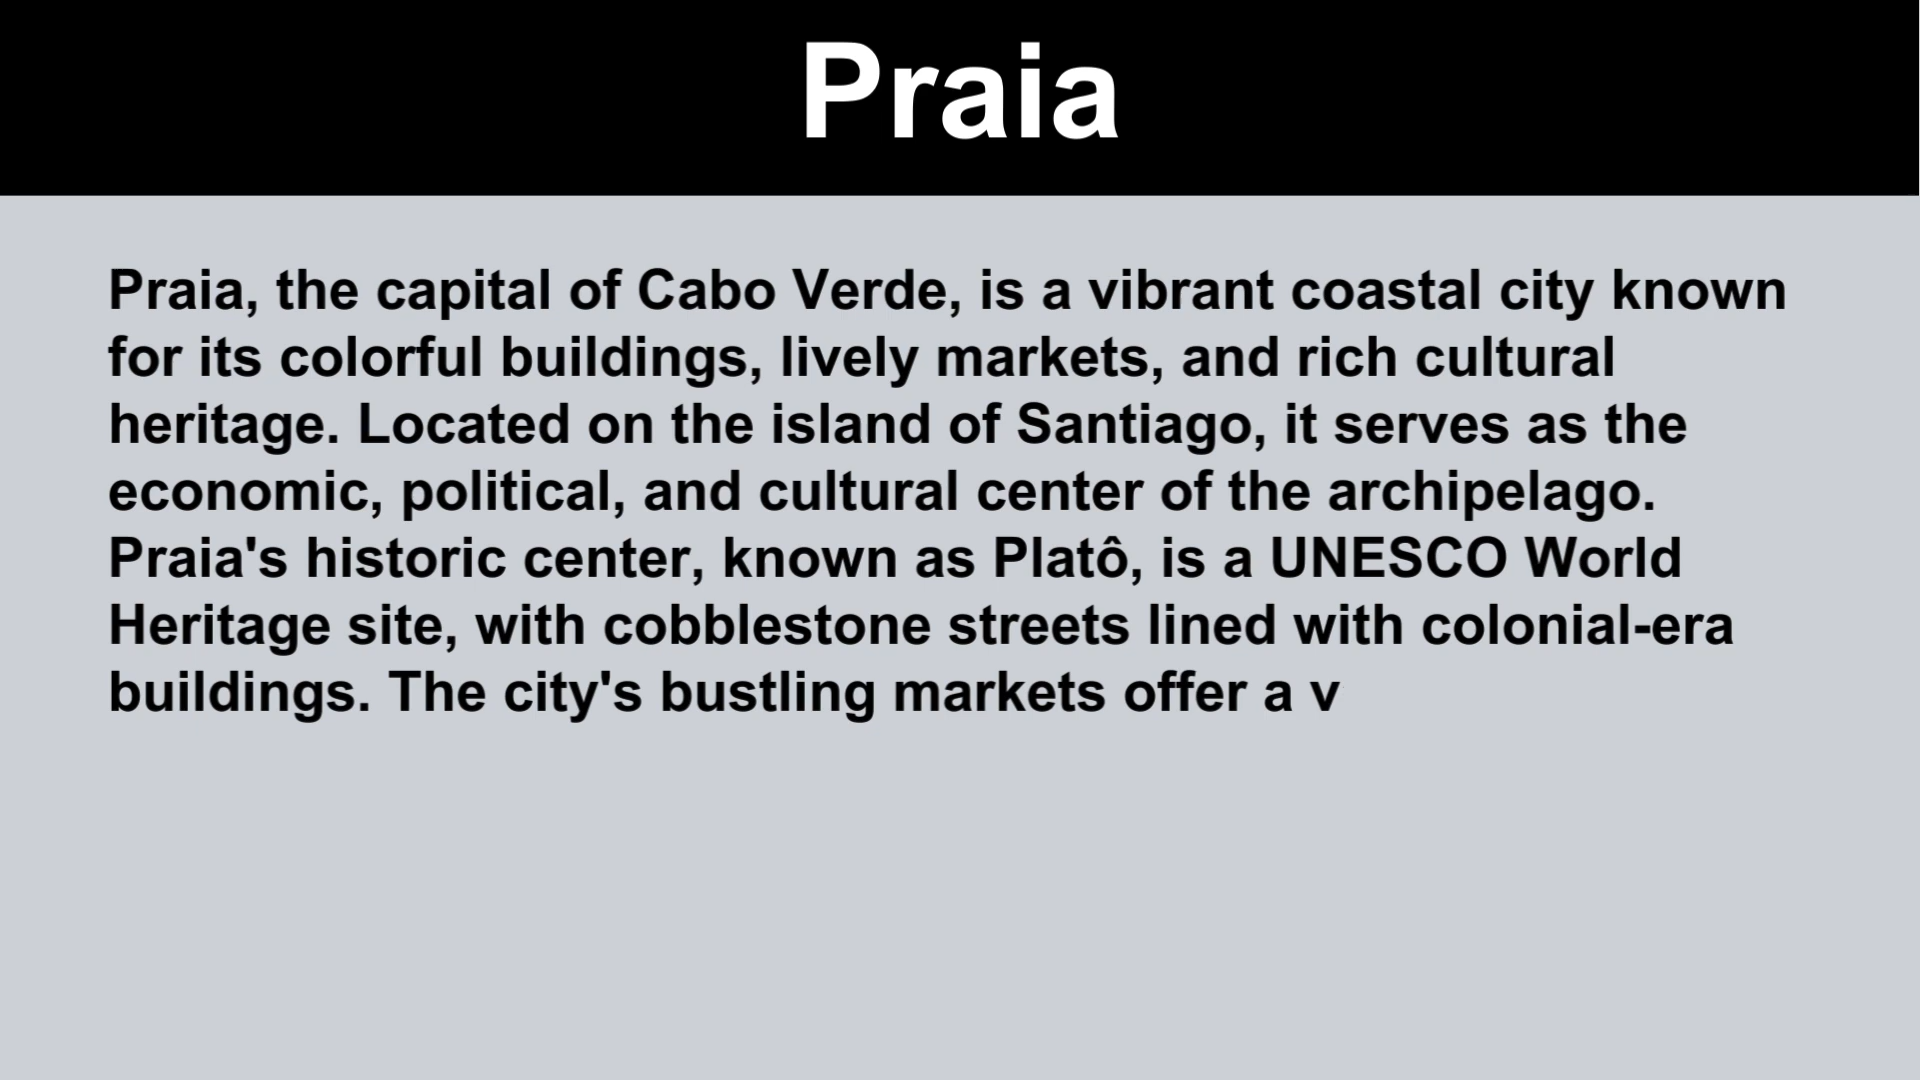 Praia
Praia, the capital of Cabo Verde, is a vibrant coastal city known
for its colorful buildings, lively markets, and rich cultural
heritage. Located on the island of Santiago, it serves as the
economic, political, and cultural center of the archipelago.
Praia's historic center, known as Platô, is a UNESCO World
Heritage site, with cobblestone streets lined with colonial-era
buildings. The city's bustling markets offer a v